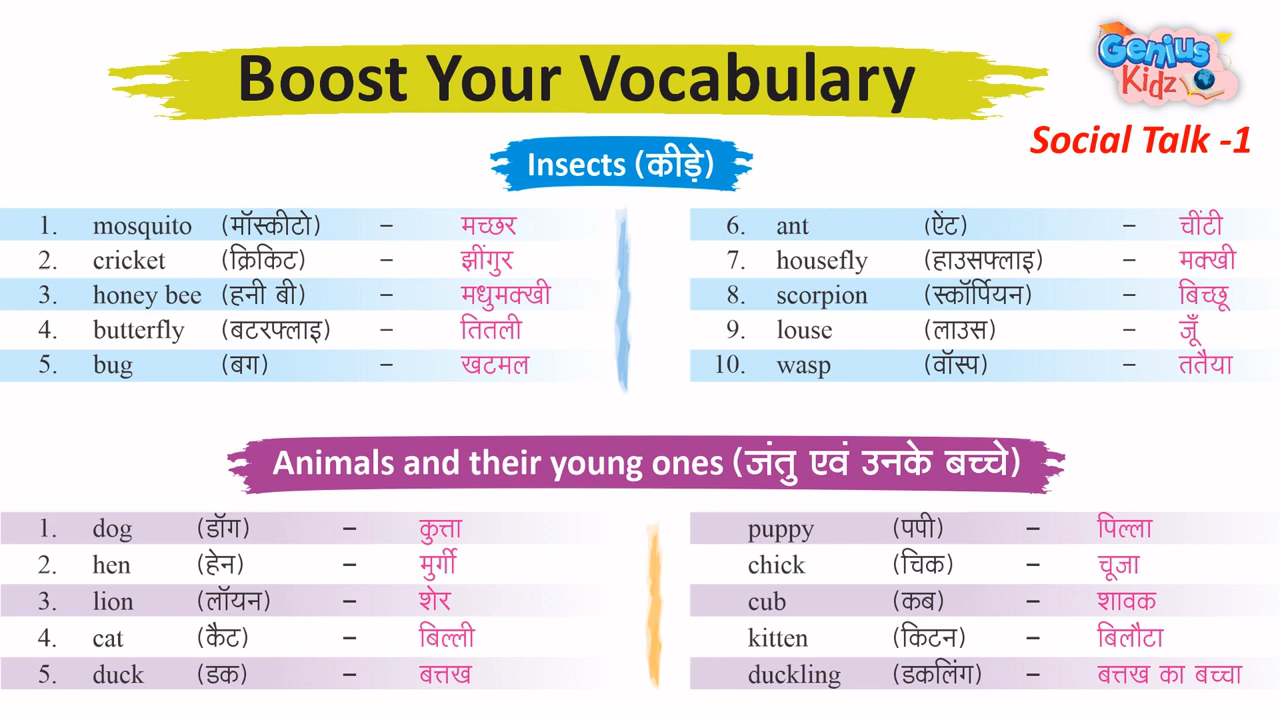 Boost Your Vocabulary
Genius
Kidz
Social Talk -1
Insects (कीड़े)
1. mosquito (मॉस्कीटो) – मच्छर
2. cricket (क्रिकिट) – झींगुर
3. honey bee (हनी बी) – मधुमक्खी
4. butterfly (बटरफ्लाइ) – तितली
5. bug (बग) – खटमल
6. ant (ऐंट) – चींटी
7. housefly (हाउसफ्लाइ) – मक्खी
8. scorpion (स्कॉर्पियन) – बिच्छू
9. louse (लाउस) – जूँ
10. wasp (वॉस्प) – ततैया
Animals and their young ones (जंतु एवं उनके बच्चे)
1. dog (डॉग) – कुत्ता puppy (पपी) – पिल्ला
2. hen (हेन) – मुर्गी chick (चिक) – चूजा
3. lion (लॉयन) – शेर cub (कब) – शावक
4. cat (कैट) – बिल्ली kitten (किटन) – बिलौटा
5. duck (डक) – बत्तख duckling (डकलिंग) – बत्तख का बच्चा